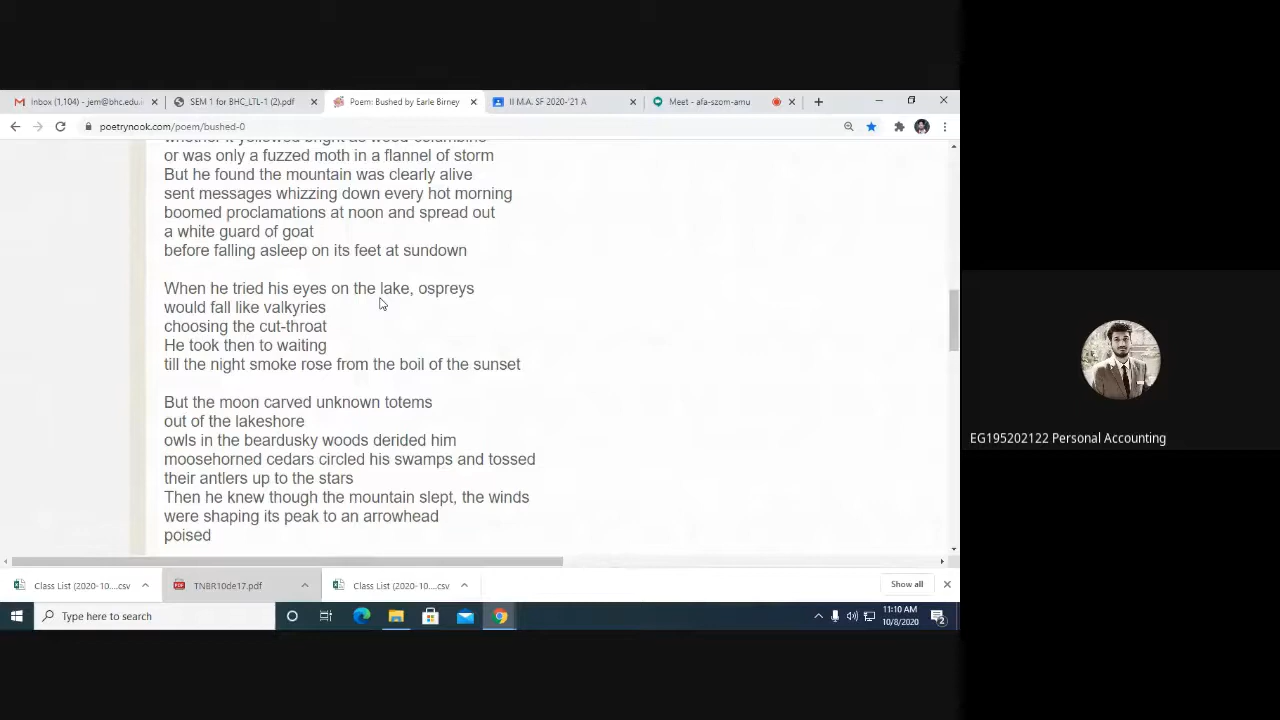 Inbox (1,104) - jem@bhc.edu.i
SEM 1 for BHC_LTL-1 (2).pdf
Poem: Bushed by Earle Birney
II M.A. SF 2020-'21 A
Meet - afa-szom-amu
poetrynook.com/poem/bushed-0
whether it yellowed bright as wood-columbine
or was only a fuzzed moth in a flannel of storm
But he found the mountain was clearly alive
sent messages whizzing down every hot morning
boomed proclamations at noon and spread out
a white guard of goat
before falling asleep on its feet at sundown
When he tried his eyes on the lake, ospreys
would fall like valkyries
choosing the cut-throat
He took then to waiting
till the night smoke rose from the boil of the sunset
But the moon carved unknown totems
out of the lakeshore
owls in the beardusky woods derided him
moosehorned cedars circled his swamps and tossed
their antlers up to the stars
Then he knew though the mountain slept, the winds
were shaping its peak to an arrowhead
poised
EG195202122 Personal Accounting
Class List (2020-10....csv
TNBR10de17.pdf
Class List (2020-10....csv
Show all
Type here to search
11:10 AM
10/8/2020
2